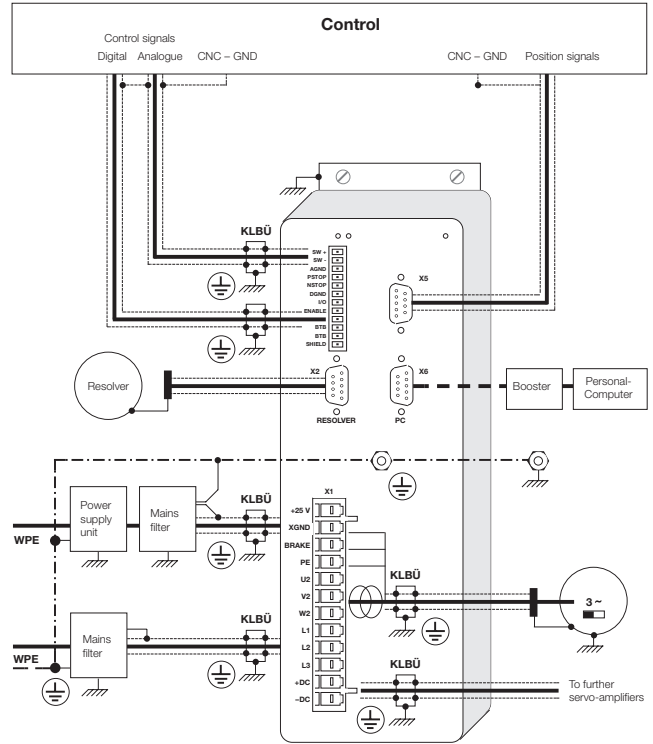 Control
Control signals
Digital Analogue CNC – GND CNC – GND Position signals
KLBÜ
SW +
SW -
AGND
PSTOP
NSTOP
DGND
I/O
ENABLE
BTB
BTB
SHIELD
X5
X2
X6
Resolver
RESOLVER
PC
Booster
Personal-
Computer
X1
Power
supply
unit
Mains
filter
KLBÜ
WPE
+25 V
XGND
BRAKE
PE
U2
V2
W2
L1
L2
L3
+DC
–DC
KLBÜ
3 ~
Mains
filter
KLBÜ
WPE
KLBÜ
To further
servo-amplifiers